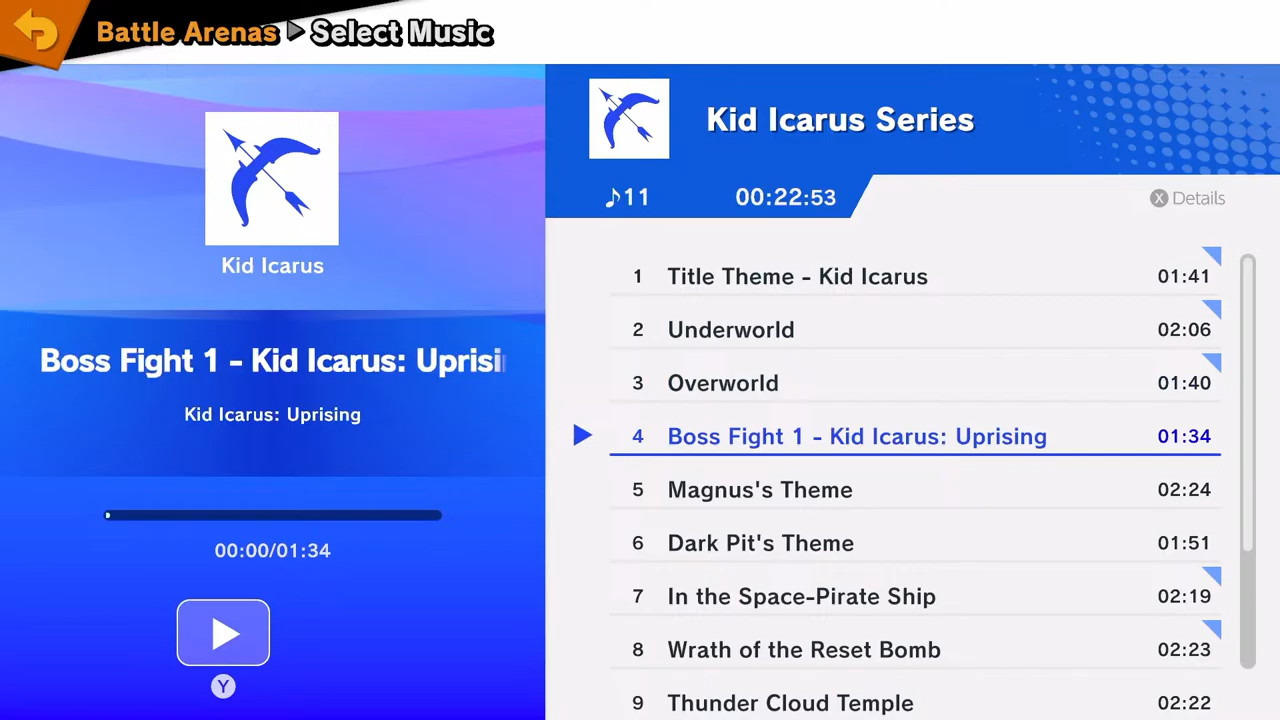 Battle Arenas ▶ Select Music
Kid Icarus
Boss Fight 1 - Kid Icarus: Uprisi
Kid Icarus: Uprising
00:00/01:34
Y
Kid Icarus Series
♪11 00:22:53
X Details
1 Title Theme - Kid Icarus 01:41
2 Underworld 02:06
3 Overworld 01:40
4 Boss Fight 1 - Kid Icarus: Uprising 01:34
5 Magnus's Theme 02:24
6 Dark Pit's Theme 01:51
7 In the Space-Pirate Ship 02:19
8 Wrath of the Reset Bomb 02:23
9 Thunder Cloud Temple 02:22